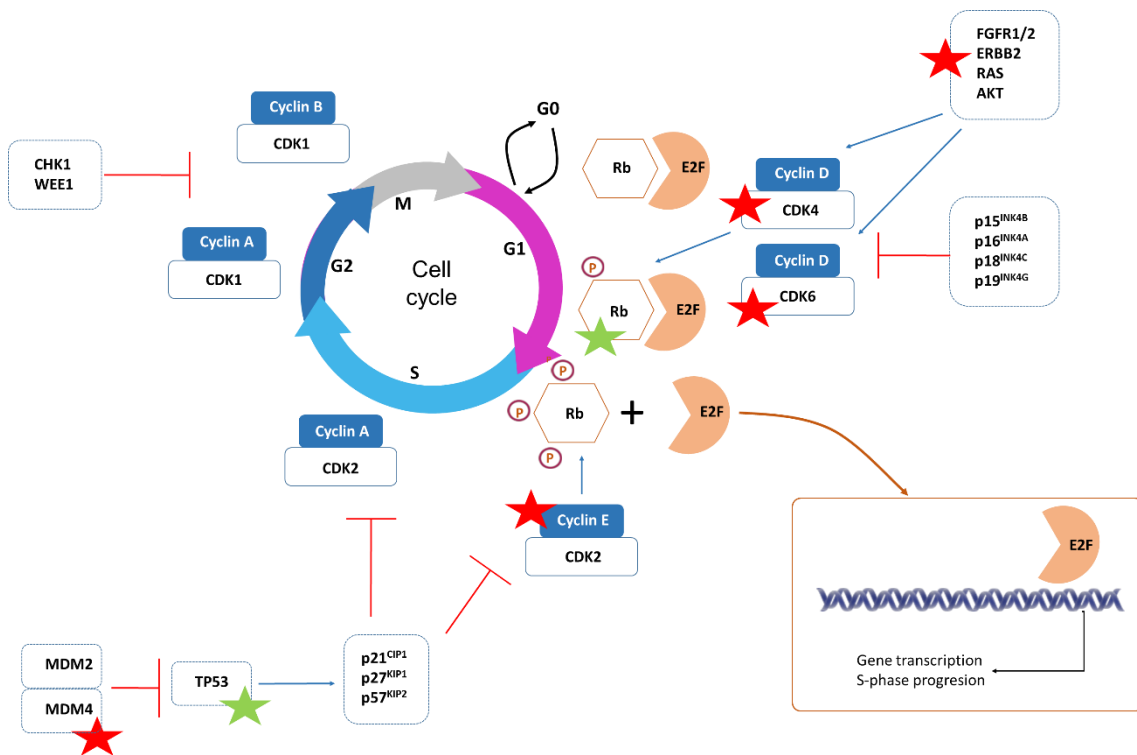 FGFR1/2
ERBB2
RAS
AKT
Cyclin B
CDK1
G0
CHK1
WEE1
Rb
E2F
Cyclin D
CDK4
M
p15INK4B
p16INK4A
p18INK4C
p19INK4G
Cyclin A
CDK1
G2
G1
Cell
cycle
Cyclin D
CDK6
P
Rb
E2F
S
P
P
Rb
+
E2F
P
Cyclin A
CDK2
Cyclin E
CDK2
E2F
MDM2
MDM4
TP53
p21CIP1
p27KIP1
p57KIP2
Gene transcription
S-phase progresion